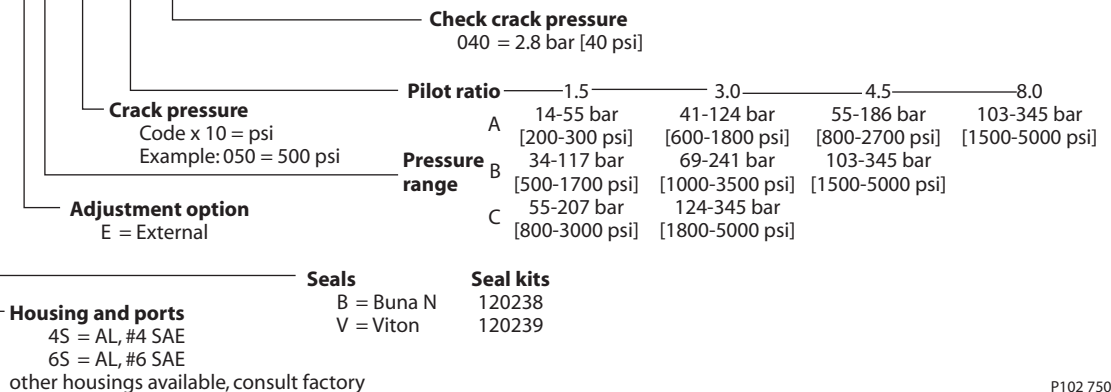 Check crack pressure
040 = 2.8 bar [40 psi]
Pilot ratio 1.5 3.0 4.5 8.0
Crack pressure
Code x 10 = psi
Example: 050 = 500 psi
A 14-55 bar 41-124 bar 55-186 bar 103-345 bar
[200-300 psi] [600-1800 psi] [800-2700 psi] [1500-5000 psi]
Pressure range B 34-117 bar 69-241 bar 103-345 bar
[500-1700 psi] [1000-3500 psi] [1500-5000 psi]
C 55-207 bar 124-345 bar
[800-3000 psi] [1800-5000 psi]
Adjustment option
E = External
Seals Seal kits
B = Buna N 120238
V = Viton 120239
Housing and ports
4S = AL, #4 SAE
6S = AL, #6 SAE
other housings available, consult factory
P102 750